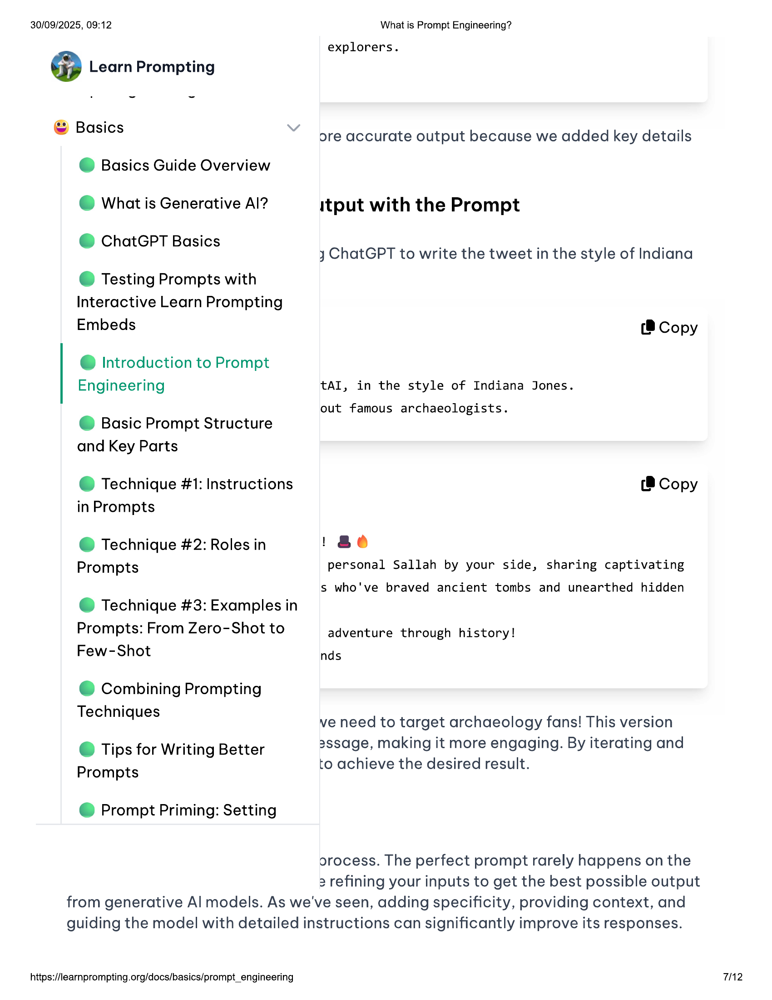 30/09/2025, 09:12
What is Prompt Engineering?
Learn Prompting
😀 Basics
Basics Guide Overview
What is Generative AI?
ChatGPT Basics
Testing Prompts with
Interactive Learn Prompting
Embeds
Introduction to Prompt
Engineering
Basic Prompt Structure
and Key Parts
Technique #1: Instructions
in Prompts
Technique #2: Roles in
Prompts
Technique #3: Examples in
Prompts: From Zero-Shot to
Few-Shot
Combining Prompting
Techniques
Tips for Writing Better
Prompts
Prompt Priming: Setting
explorers.
ore accurate output because we added key details
utput with the Prompt
g ChatGPT to write the tweet in the style of Indiana
Copy
tAI, in the style of Indiana Jones.
out famous archaeologists.
Copy
! 🎩🔥
personal Sallah by your side, sharing captivating
s who've braved ancient tombs and unearthed hidden
adventure through history!
nds
we need to target archaeology fans! This version
essage, making it more engaging. By iterating and
to achieve the desired result.
process. The perfect prompt rarely happens on the
e refining your inputs to get the best possible output
from generative AI models. As we've seen, adding specificity, providing context, and
guiding the model with detailed instructions can significantly improve its responses.
https://learnprompting.org/docs/basics/prompt_engineering
7/12